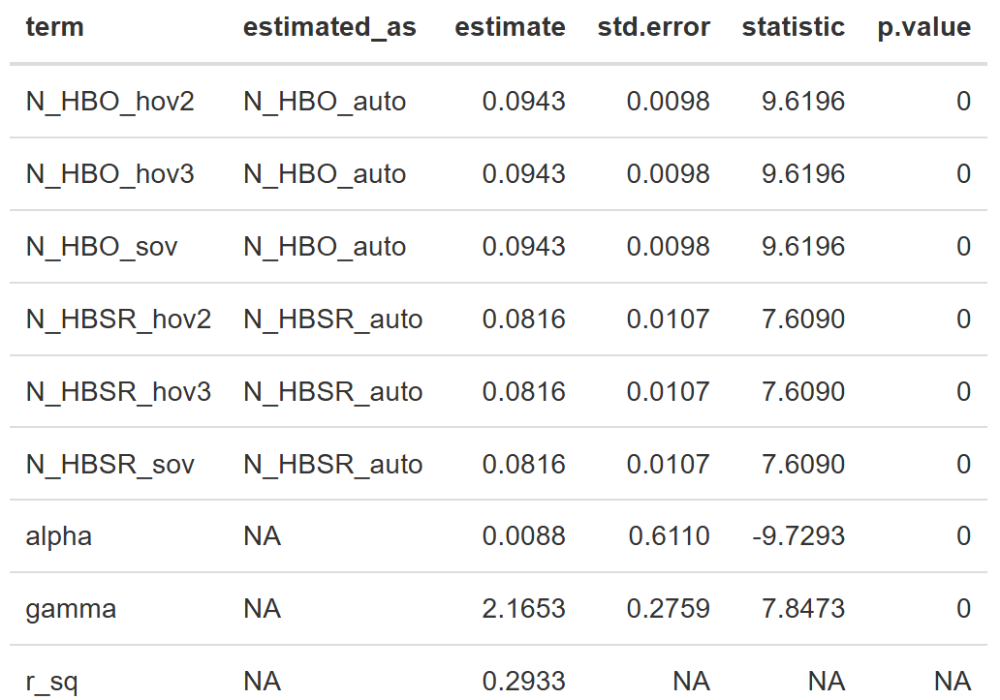 term estimated_as estimate std.error statistic p.value
N_HBO_hov2 N_HBO_auto 0.0943 0.0098 9.6196 0
N_HBO_hov3 N_HBO_auto 0.0943 0.0098 9.6196 0
N_HBO_sov N_HBO_auto 0.0943 0.0098 9.6196 0
N_HBSR_hov2 N_HBSR_auto 0.0816 0.0107 7.6090 0
N_HBSR_hov3 N_HBSR_auto 0.0816 0.0107 7.6090 0
N_HBSR_sov N_HBSR_auto 0.0816 0.0107 7.6090 0
alpha NA 0.0088 0.6110 -9.7293 0
gamma NA 2.1653 0.2759 7.8473 0
r_sq NA 0.2933 NA NA NA